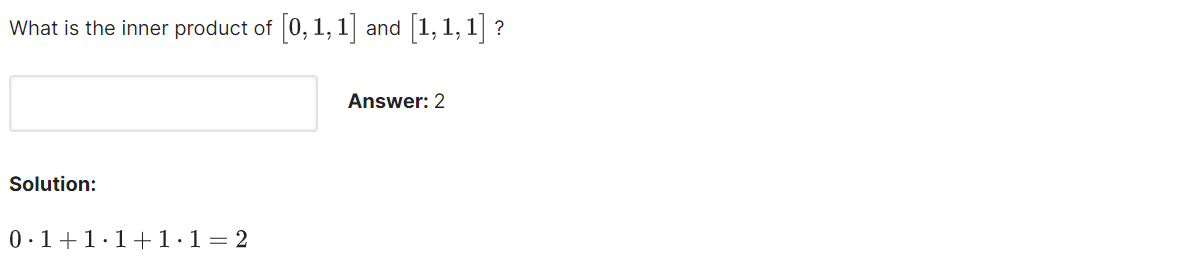 What is the inner product of [0, 1, 1] and [1, 1, 1] ?
Answer: 2
Solution:
0 · 1 + 1 · 1 + 1 · 1 = 2